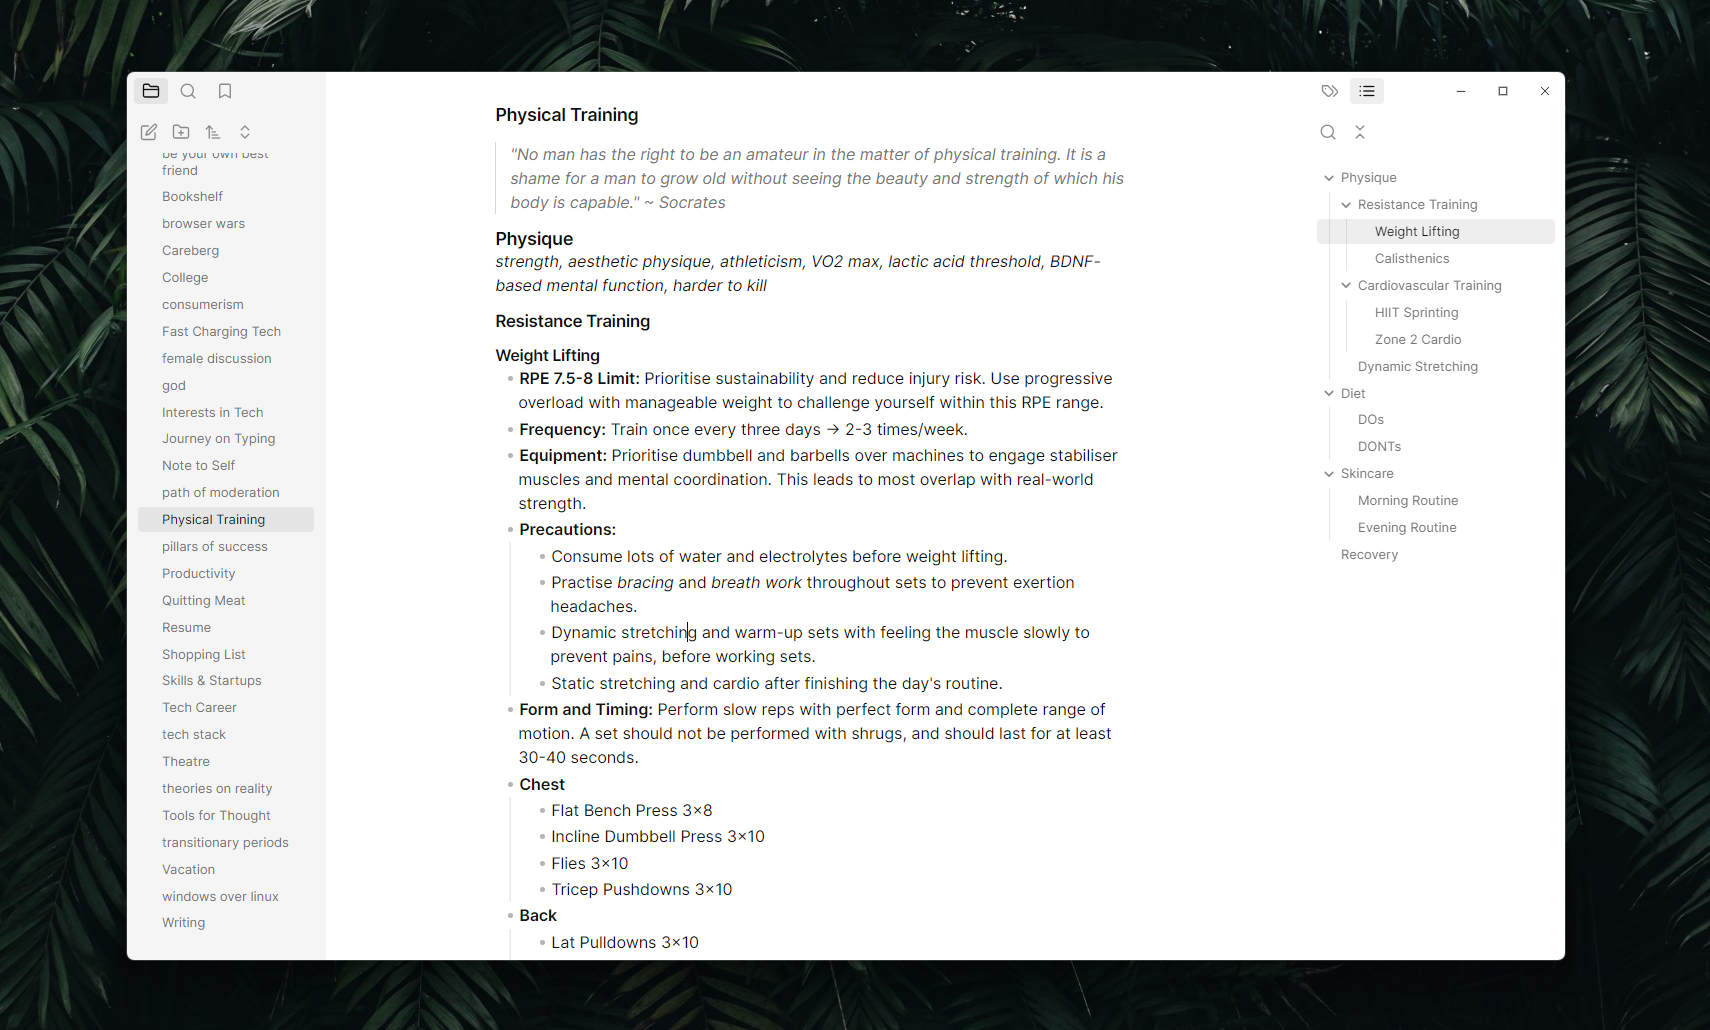 be your own best
friend
Bookshelf
browser wars
Careberg
College
consumerism
Fast Charging Tech
female discussion
god
Interests in Tech
Journey on Typing
Note to Self
path of moderation
Physical Training
pillars of success
Productivity
Quitting Meat
Resume
Shopping List
Skills & Startups
Tech Career
tech stack
Theatre
theories on reality
Tools for Thought
transitionary periods
Vacation
windows over linux
Writing
Physical Training
"No man has the right to be an amateur in the matter of physical training. It is a
shame for a man to grow old without seeing the beauty and strength of which his
body is capable." ~ Socrates
Physique
strength, aesthetic physique, athleticism, VO2 max, lactic acid threshold, BDNF-
based mental function, harder to kill
Resistance Training
Weight Lifting
• RPE 7.5-8 Limit: Prioritise sustainability and reduce injury risk. Use progressive
overload with manageable weight to challenge yourself within this RPE range.
• Frequency: Train once every three days → 2-3 times/week.
• Equipment: Prioritise dumbbell and barbells over machines to engage stabiliser
muscles and mental coordination. This leads to most overlap with real-world
strength.
• Precautions:
• Consume lots of water and electrolytes before weight lifting.
• Practise bracing and breath work throughout sets to prevent exertion
headaches.
• Dynamic stretching and warm-up sets with feeling the muscle slowly to
prevent pains, before working sets.
• Static stretching and cardio after finishing the day's routine.
• Form and Timing: Perform slow reps with perfect form and complete range of
motion. A set should not be performed with shrugs, and should last for at least
30-40 seconds.
• Chest
• Flat Bench Press 3×8
• Incline Dumbbell Press 3×10
• Flies 3×10
• Tricep Pushdowns 3×10
• Back
• Lat Pulldowns 3×10
Physique
Resistance Training
Weight Lifting
Calisthenics
Cardiovascular Training
HIIT Sprinting
Zone 2 Cardio
Dynamic Stretching
Diet
DOs
DONTs
Skincare
Morning Routine
Evening Routine
Recovery